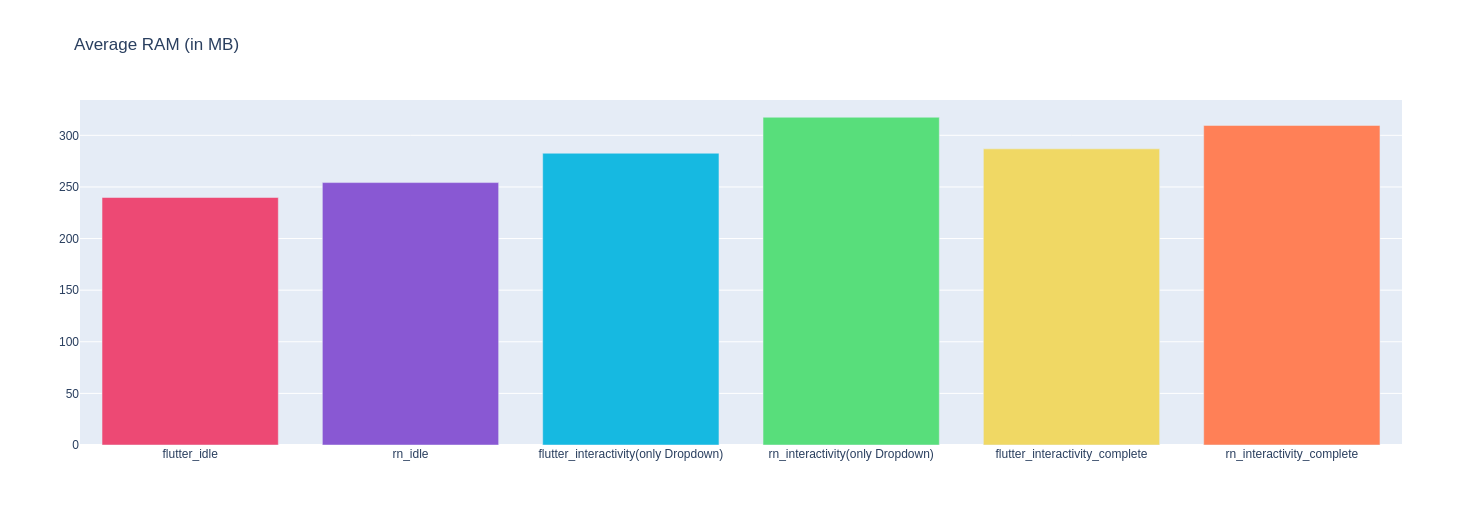 Average RAM (in MB)
300
250
200
150
100
50
0
flutter_idle
rn_idle
flutter_interactivity(only Dropdown)
rn_interactivity(only Dropdown)
flutter_interactivity_complete
rn_interactivity_complete